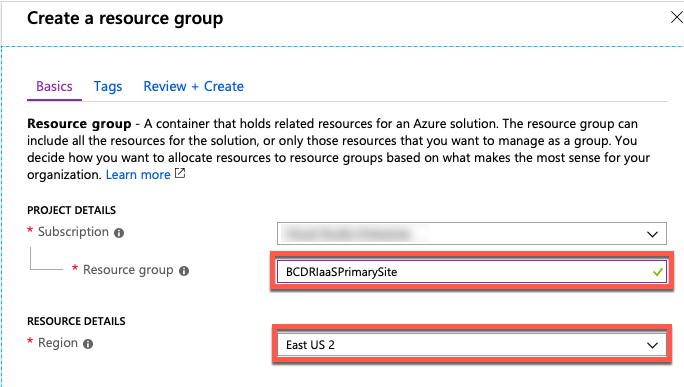 Create a resource group
Basics Tags Review + Create
Resource group - A container that holds related resources for an Azure solution. The resource group can
include all the resources for the solution, or only those resources that you want to manage as a group. You
decide how you want to allocate resources to resource groups based on what makes the most sense for your
organization. Learn more
PROJECT DETAILS
* Subscription
* Resource group BCDRIaaSPrimarySite
RESOURCE DETAILS
* Region East US 2